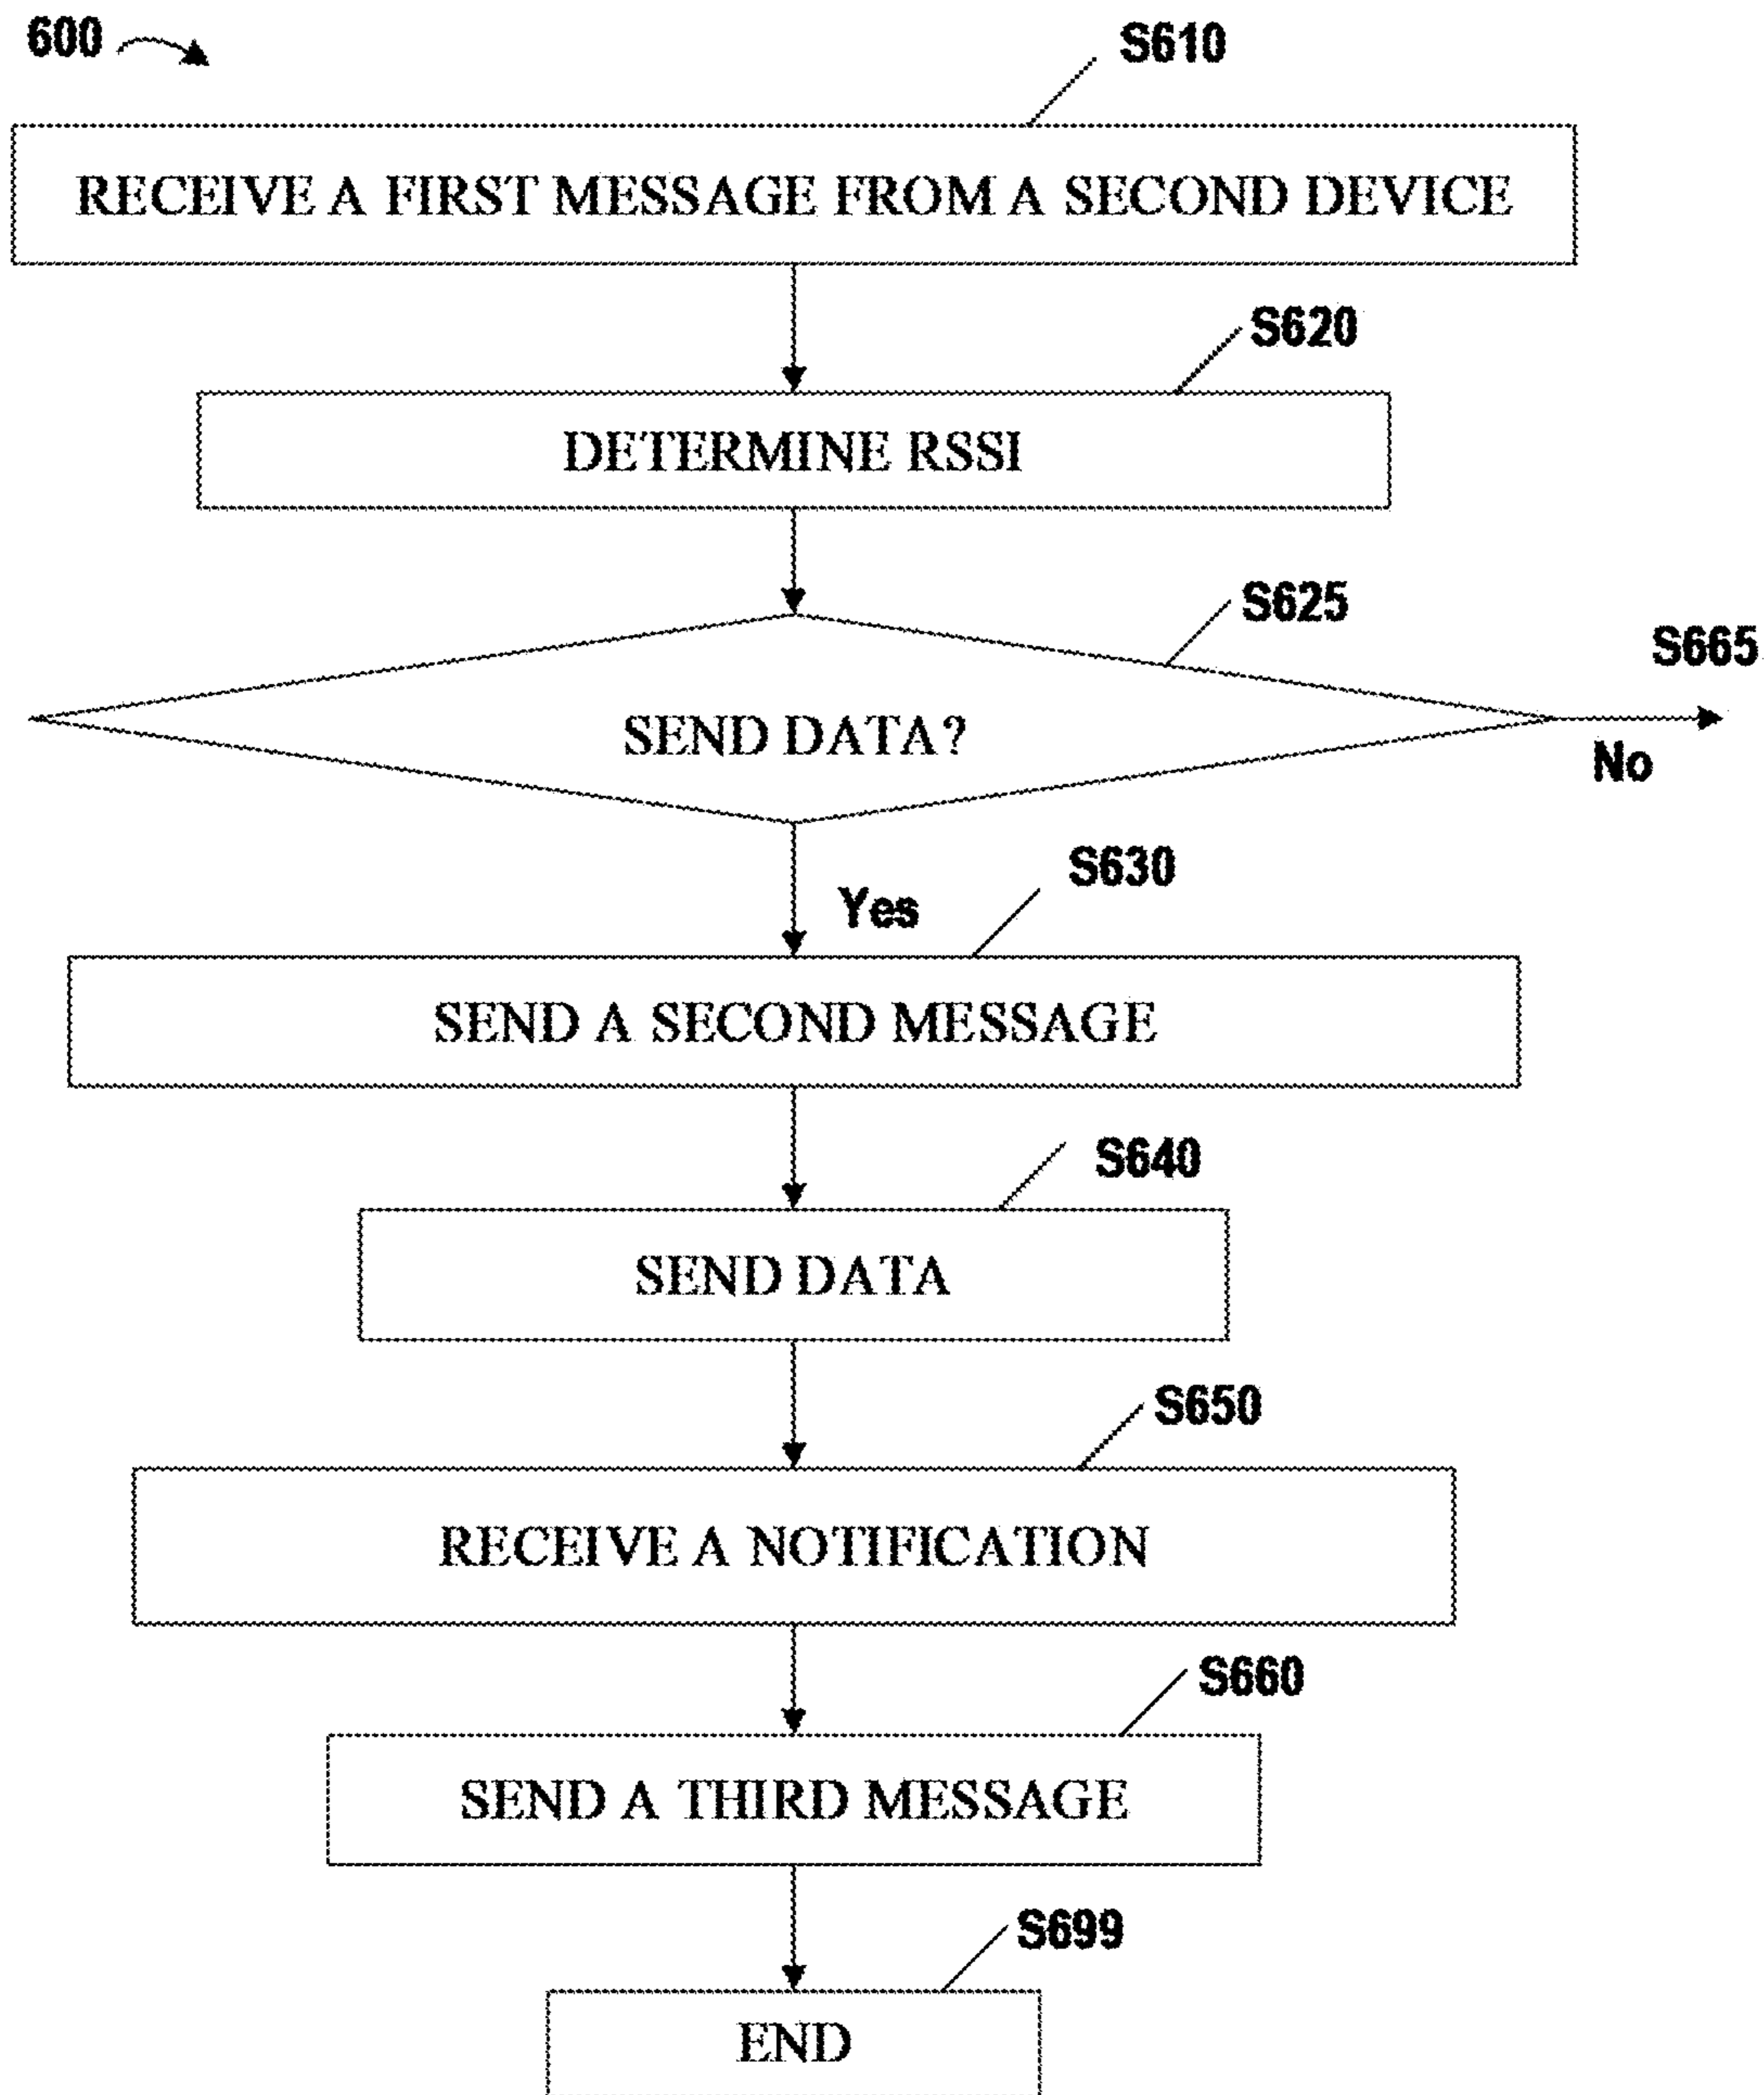 600
S610
RECEIVE A FIRST MESSAGE FROM A SECOND DEVICE
S620
DETERMINE RSSI
S625
S665
SEND DATA?
No
S630
Yes
SEND A SECOND MESSAGE
S640
SEND DATA
S650
RECEIVE A NOTIFICATION
S660
SEND A THIRD MESSAGE
S699
END